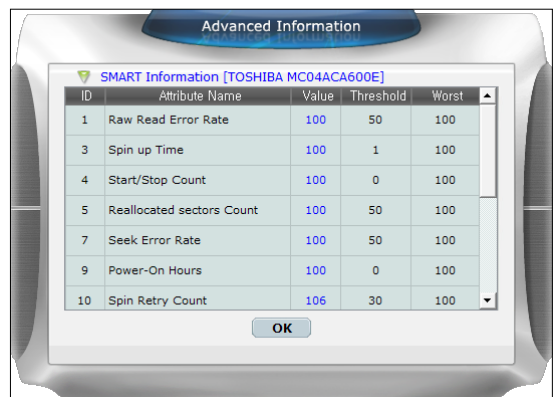 Advanced Information
SMART Information [TOSHIBA MC04ACA600E]
ID Attribute Name Value Threshold Worst
1 Raw Read Error Rate 100 50 100
3 Spin up Time 100 1 100
4 Start/Stop Count 100 0 100
5 Reallocated sectors Count 100 50 100
7 Seek Error Rate 100 50 100
9 Power-On Hours 100 0 100
10 Spin Retry Count 106 30 100
OK